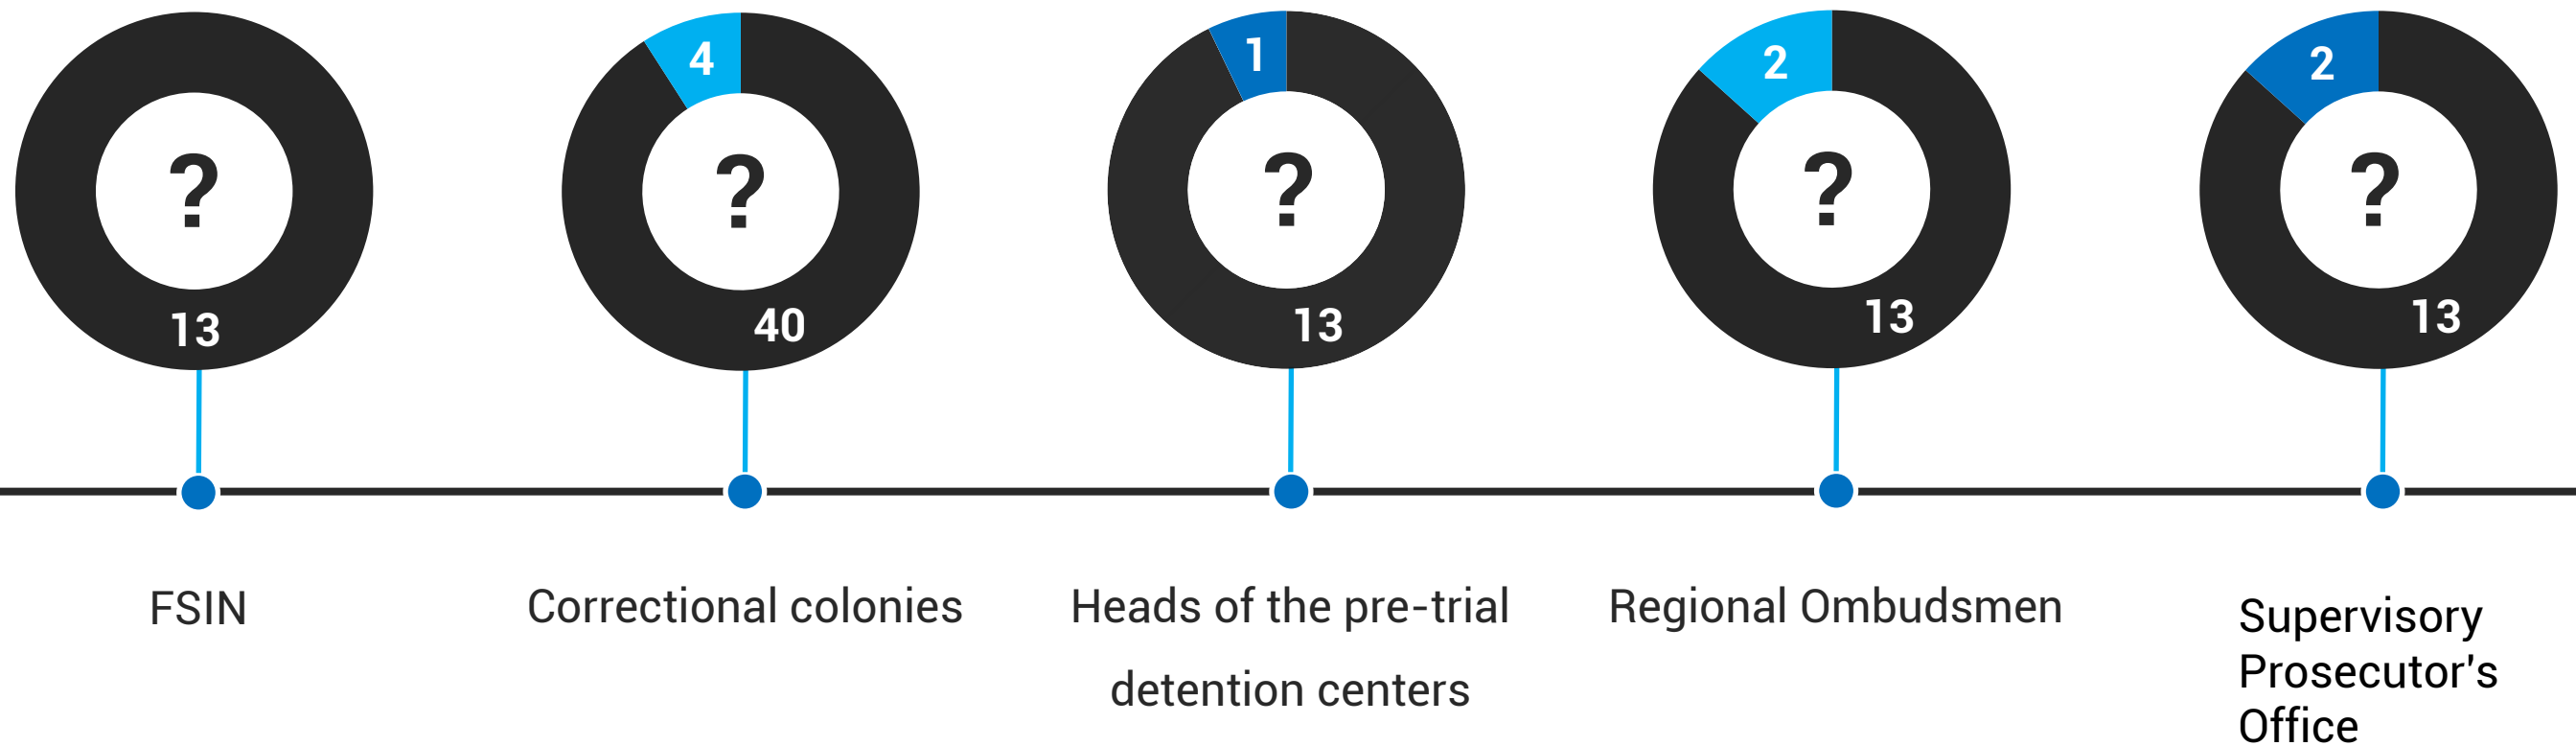 ?
13
4
?
40
1
?
13
2
?
13
2
?
13
FSIN
Correctional colonies
Heads of the pre-trial
detention centers
Regional Ombudsmen
Supervisory
Prosecutor's
Office